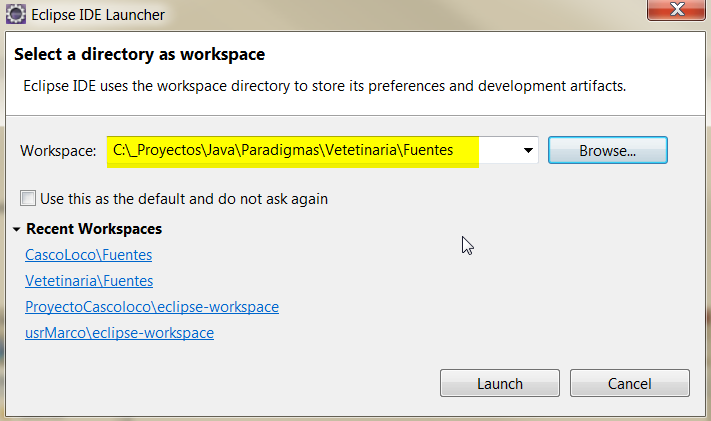 Eclipse IDE Launcher
Select a directory as workspace
Eclipse IDE uses the workspace directory to store its preferences and development artifacts.
Workspace: C:\_Proyectos\Java\Paradigmas\Vetetinaria\Fuentes Browse...
Use this as the default and do not ask again
Recent Workspaces
CascoLoco\Fuentes
Vetetinaria\Fuentes
ProyectoCascoloco\eclipse-workspace
usrMarco\eclipse-workspace
Launch Cancel